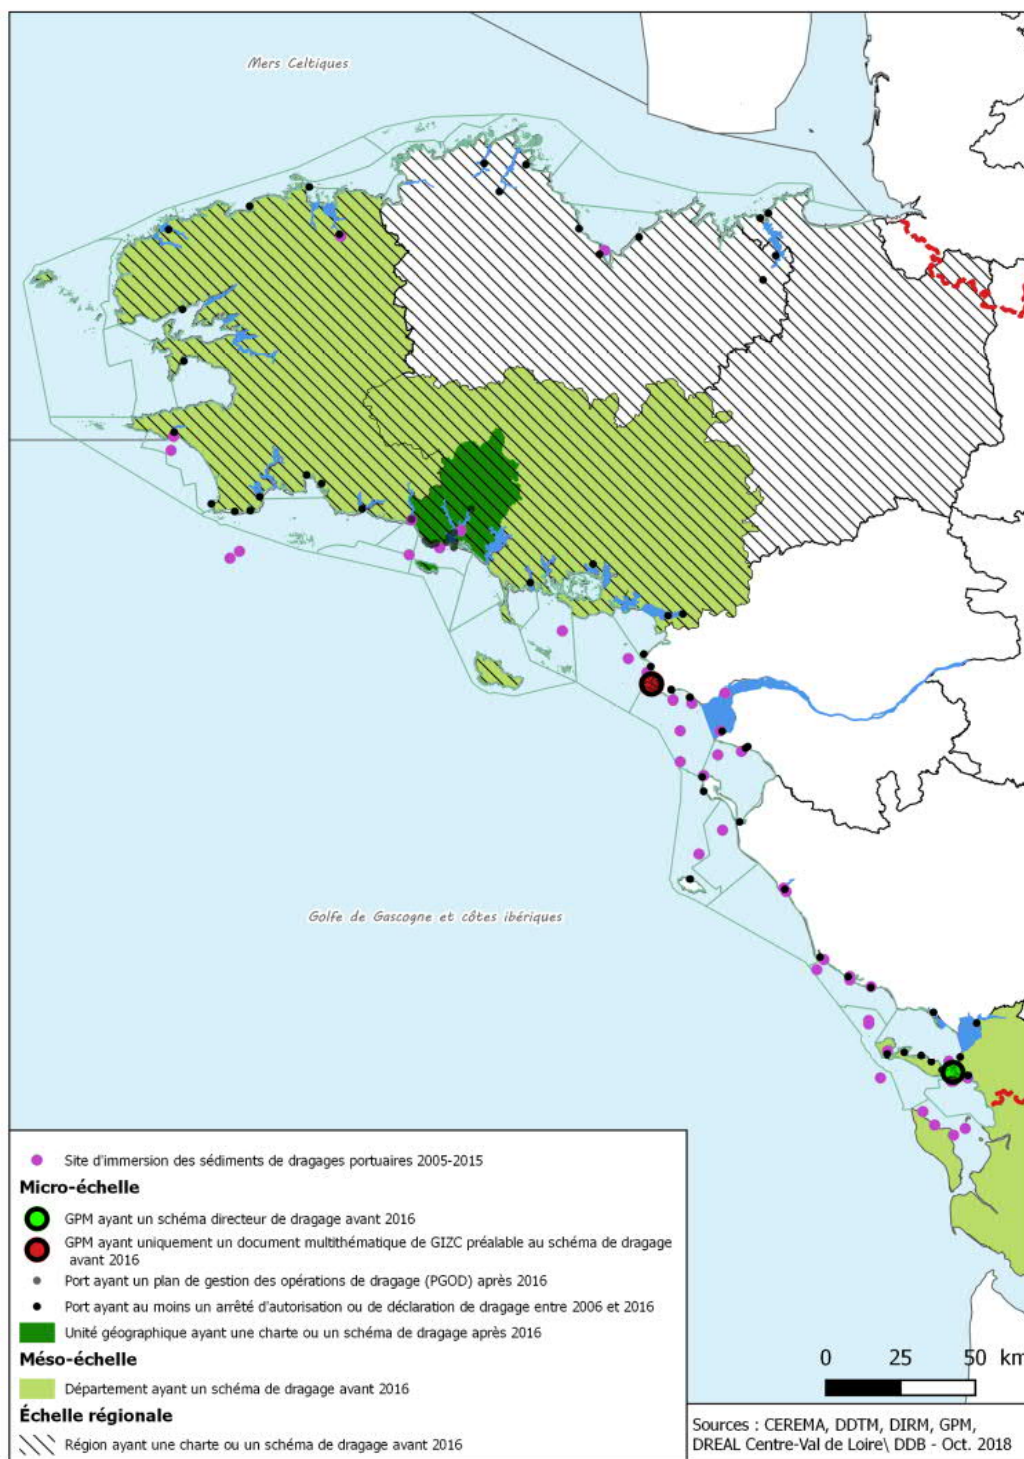 Mers Celtiques
Golfe de Gascogne et côtes ibériques
Site d'immersion des sédiments de dragages portuaires 2005-2015
Micro-échelle
GPM ayant un schéma directeur de dragage avant 2016
GPM ayant uniquement un document multithématique de GIZC préalable au schéma de dragage
avant 2016
Port ayant un plan de gestion des opérations de dragage (PGOD) après 2016
Port ayant au moins un arrêté d'autorisation ou de déclaration de dragage entre 2006 et 2016
Unité géographique ayant une charte ou un schéma de dragage après 2016
Méso-échelle
Département ayant un schéma de dragage avant 2016
Échelle régionale
Région ayant une charte ou un schéma de dragage avant 2016
0 25 50 km
Sources : CEREMA, DDTM, DIRM, GPM,
DREAL Centre-Val de Loire\ DDB - Oct. 2018